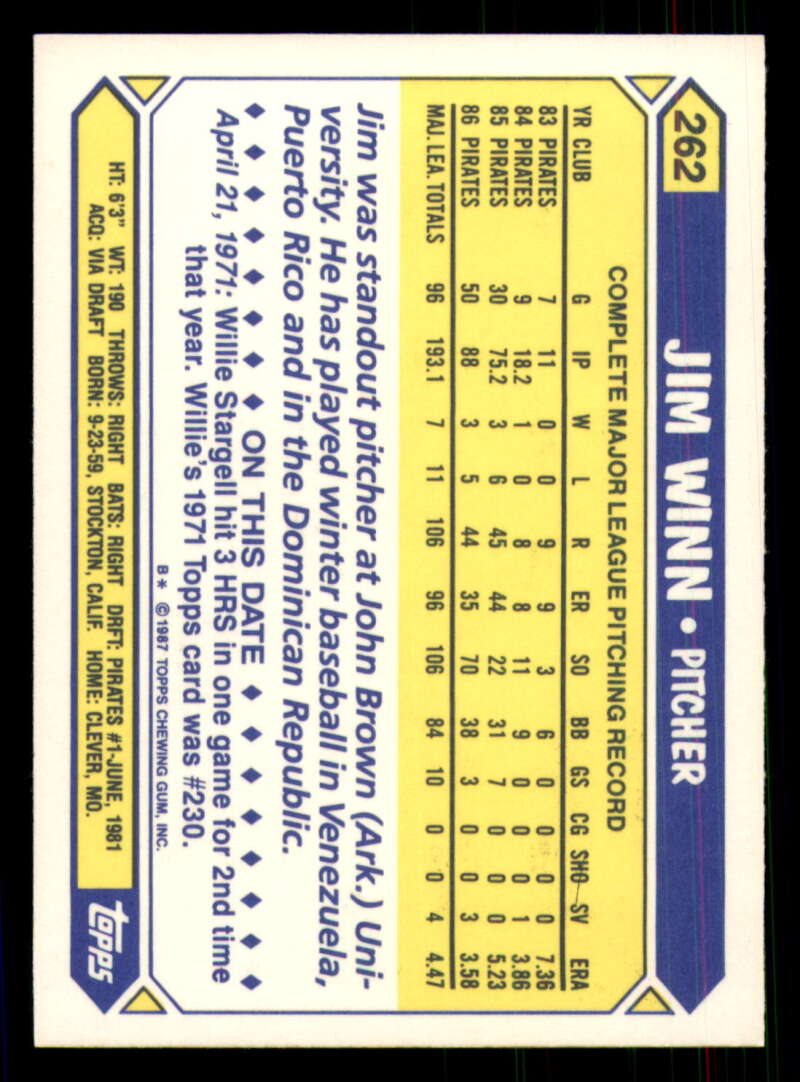 262 JIM WINN • PITCHER
COMPLETE MAJOR LEAGUE PITCHING RECORD
YR CLUB G IP W L R ER SO BB GS CG SHO SV ERA
83 PIRATES 7 11 0 0 9 9 3 6 0 0 0 0 7.36
84 PIRATES 9 18.2 1 0 8 8 11 9 0 0 0 1 3.86
85 PIRATES 30 75.2 3 6 45 44 22 31 7 0 0 0 5.23
86 PIRATES 50 88 3 5 44 35 70 38 3 0 0 3 3.58
MAJ. LEA. TOTALS 96 193.1 7 11 106 96 106 84 10 0 0 4 4.47
Jim was standout pitcher at John Brown (Ark.) Uni-
versity. He has played winter baseball in Venezuela,
Puerto Rico and in the Dominican Republic.
◆ ◆ ◆ ◆ ◆ ON THIS DATE ◆ ◆ ◆ ◆ ◆ ◆ ◆ ◆
April 21, 1971: Willie Stargell hit 3 HRS in one game for 2nd time
that year. Willie's 1971 Topps card was #230.
B* ©1987 TOPPS CHEWING GUM, INC.
HT: 6'3" WT: 190 THROWS: RIGHT BATS: RIGHT DRFT: PIRATES #1-JUNE, 1981
ACQ: VIA DRAFT BORN: 9-23-59, STOCKTON, CALIF. HOME: CLEVER, MO.
TOPPS